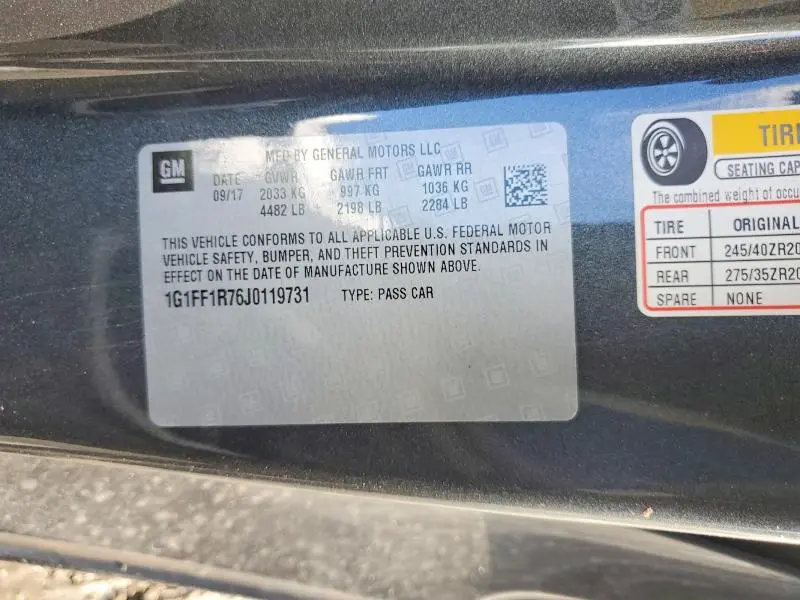 GM
MFD BY GENERAL MOTORS LLC
DATE GVWR GAWR FRT GAWR RR
09/17 2033 KG 997 KG 1036 KG
4482 LB 2198 LB 2284 LB
THIS VEHICLE CONFORMS TO ALL APPLICABLE U.S. FEDERAL MOTOR
VEHICLE SAFETY, BUMPER, AND THEFT PREVENTION STANDARDS IN
EFFECT ON THE DATE OF MANUFACTURE SHOWN ABOVE.
1G1FF1R76J0119731 TYPE: PASS CAR
TIR
SEATING CAP
The combined weight of occu
TIRE ORIGINAL
FRONT 245/40ZR20
REAR 275/35ZR20
SPARE NONE